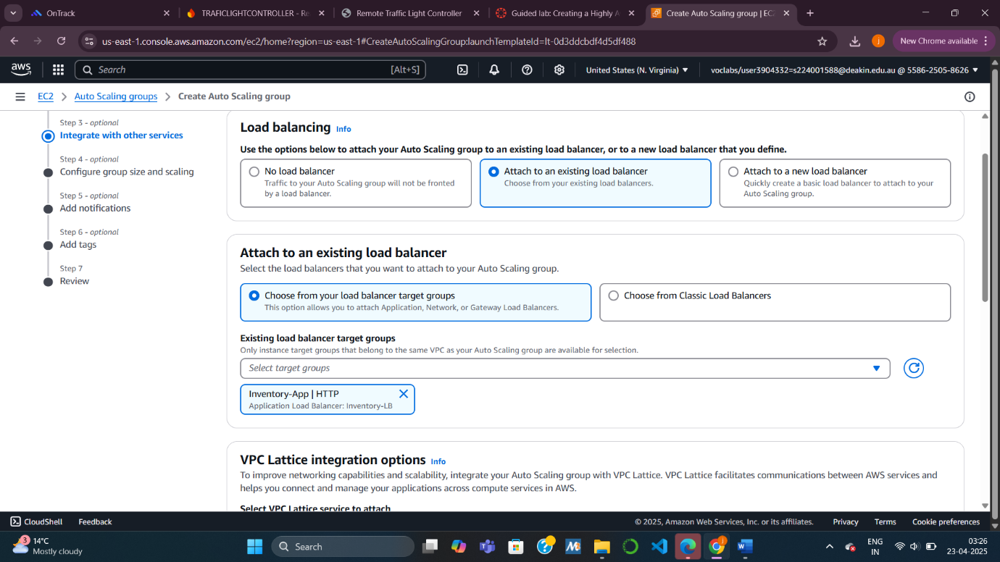 OnTrack
TRAFICLIGHTCONTROLLER - Re
Remote Traffic Light Controller
Guided lab: Creating a Highly A
Create Auto Scaling group | EC2
us-east-1.console.aws.amazon.com/ec2/home?region=us-east-1#CreateAutoScalingGroup:launchTemplateId=lt-0d3ddcbdf4d5df488
j
New Chrome available
aws
Search
[Alt+S]
United States (N. Virginia)
voclabs/user3904332=s224001588@deakin.edu.au @ 5586-2505-8626
EC2
Auto Scaling groups
Create Auto Scaling group
Step 3 - optional
Integrate with other services
Step 4 - optional
Configure group size and scaling
Step 5 - optional
Add notifications
Step 6 - optional
Add tags
Step 7
Review
Load balancing Info
Use the options below to attach your Auto Scaling group to an existing load balancer, or to a new load balancer that you define.
No load balancer
Traffic to your Auto Scaling group will not be fronted
by a load balancer.
Attach to an existing load balancer
Choose from your existing load balancers.
Attach to a new load balancer
Quickly create a basic load balancer to attach to your
Auto Scaling group.
Attach to an existing load balancer
Select the load balancers that you want to attach to your Auto Scaling group.
Choose from your load balancer target groups
This option allows you to attach Application, Network, or Gateway Load Balancers.
Choose from Classic Load Balancers
Existing load balancer target groups
Only instance target groups that belong to the same VPC as your Auto Scaling group are available for selection.
Select target groups
Inventory-App | HTTP
Application Load Balancer: Inventory-LB
VPC Lattice integration options Info
To improve networking capabilities and scalability, integrate your Auto Scaling group with VPC Lattice. VPC Lattice facilitates communications between AWS services and
helps you connect and manage your applications across compute services in AWS.
Select VPC Lattice service to attach
CloudShell
Feedback
© 2025, Amazon Web Services, Inc. or its affiliates.
Privacy
Terms
Cookie preferences
3
14°C
Mostly cloudy
Search
ENG
IN
03:26
23-04-2025